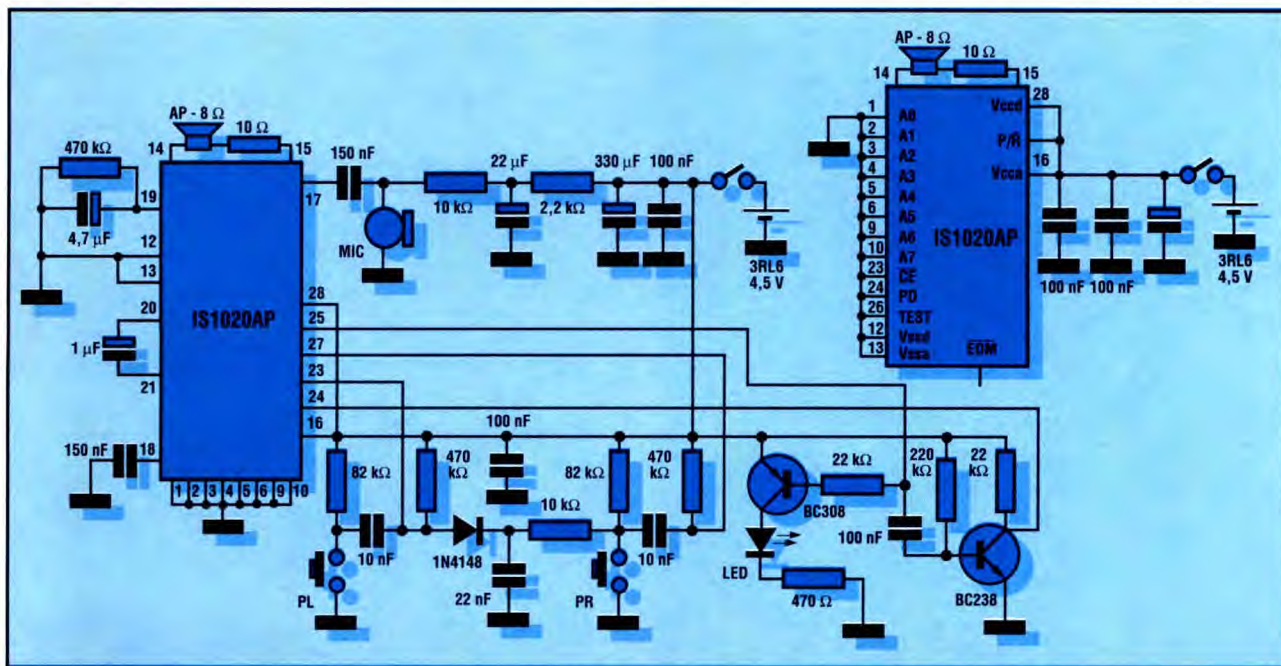 AP - 8 Ω
10 Ω
470 kΩ
14
15
150 nF
22 µF
330 µF
100 nF
19
17
10 kΩ
2,2 kΩ
4,7 µF
12
MIC
13
3RL6
4,5 V
28
20
IS1020AP
25
1 µF
27
23
21
24
100 nF
16
150 nF
18
82 kΩ
470
kΩ
82 kΩ
470
kΩ
22 kΩ
220
kΩ
22
kΩ
1 2 3 4 5 6 9 10
10 kΩ
BC308
100 nF
10 nF
1N4148
10 nF
LED
PL
22 nF
PR
470 Ω
BC238
AP - 8 Ω
10 Ω
14
15
28
1 A0 Vccd
2 A1
3 A2 P/R
4 A3 16
5 A4 Vcca
6 A5
9 A6 IS1020AP
10 A7
23 CE
24 PD
26 TEST
12 Vssd
13 Vssa
EOM
100 nF
100 nF
3RL6
4,5 V